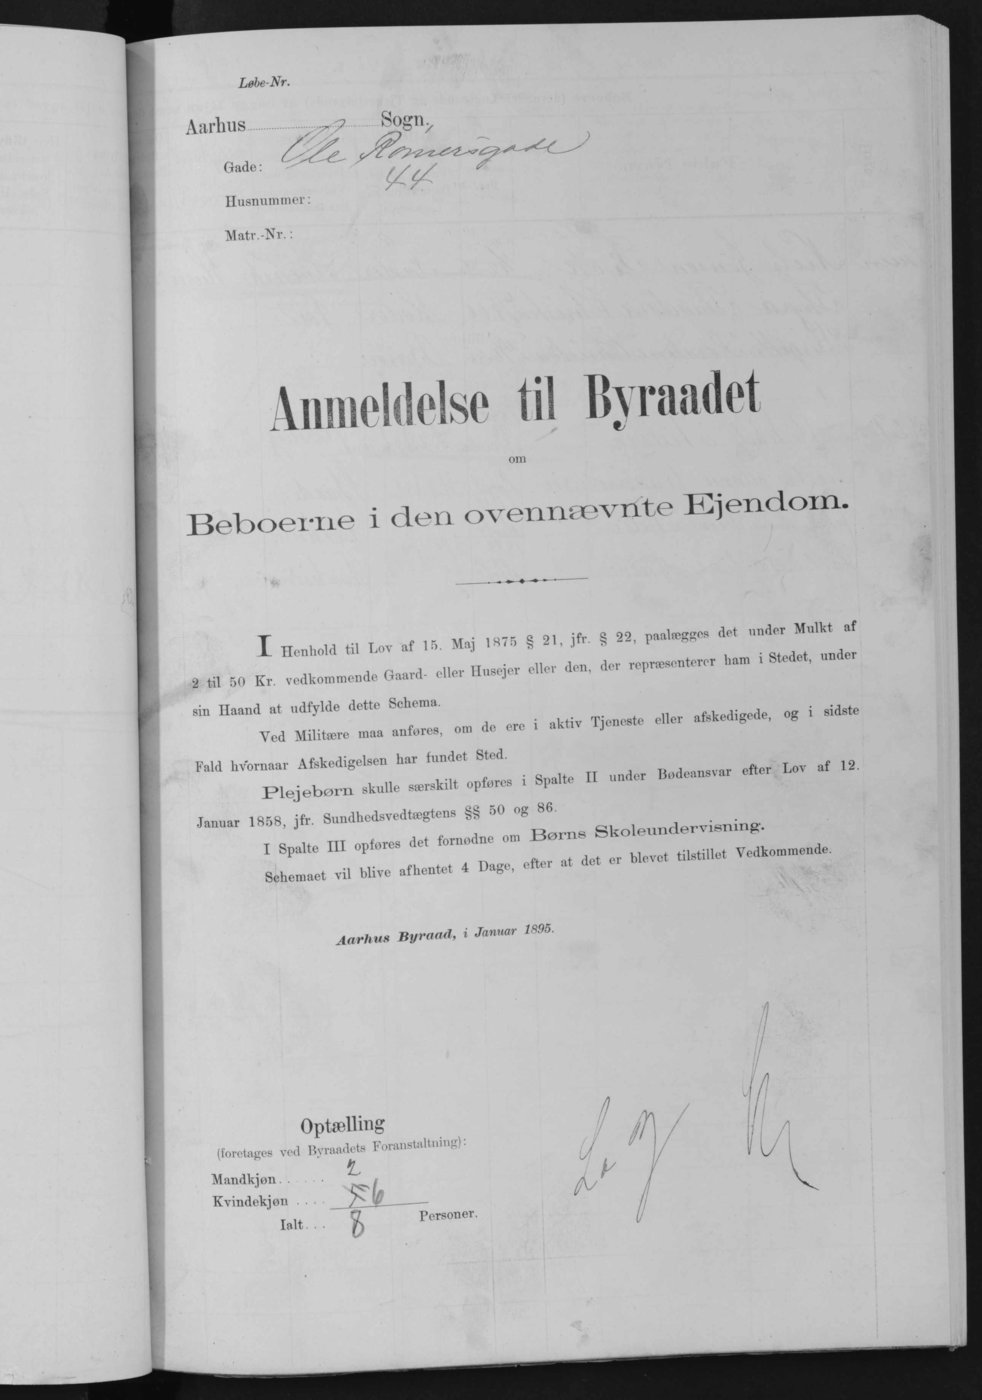 Løbe-Nr.
Aarhus Sogn.
Gade: Ole Romersgade
44
Husnummer:
Matr.-Nr.:
Anmeldelse til Byraadet
om
Beboerne i den ovennævnte Ejendom.
I Henhold til Lov af 15. Maj 1875 § 21, jfr. § 22, paalægges det under Mulkt af
2 til 50 Kr. vedkommende Gaard- eller Husejer eller den, der repræsenterer ham i Stedet, under
sin Haand at udfylde dette Schema.
Ved Militære maa anføres, om de ere i aktiv Tjeneste eller afskedigede, og i sidste
Fald hvornaar Afskedigelsen har fundet Sted.
Plejebørn skulle særskilt opføres i Spalte II under Bødeansvar efter Lov af 12.
Januar 1858, jfr. Sundhedsvedtægtens §§ 50 og 86.
I Spalte III opføres det fornødne om Børns Skoleundervisning.
Schemaet vil blive afhentet 4 Dage, efter at det er blevet tilstillet Vedkommende.
Aarhus Byraad, i Januar 1895.
Optælling
(foretages ved Byraadets Foranstaltning):
Mandkjøn...... 2
Kvindekjøn .... 6
Ialt... 8 Personer.